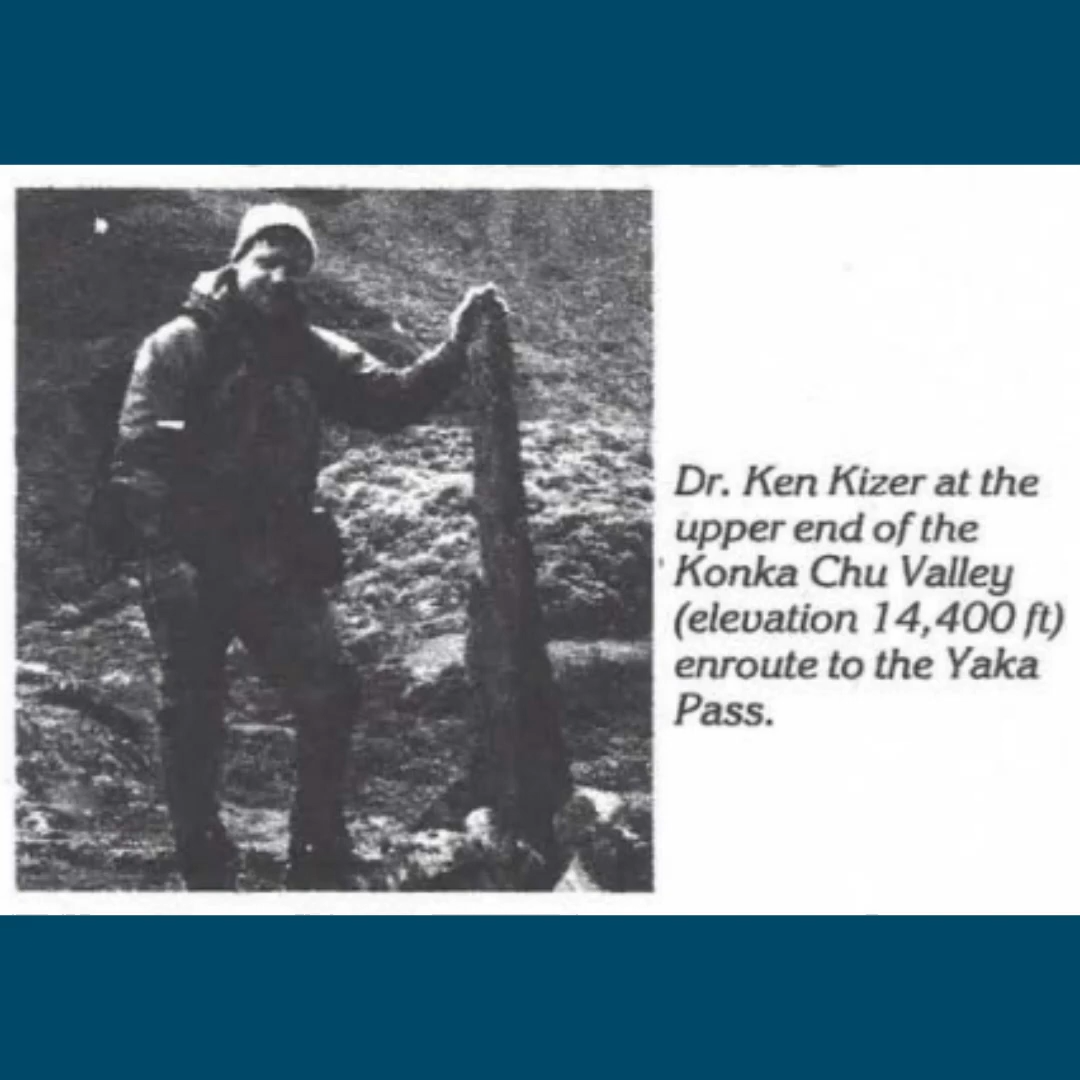 Dr. Ken Kizer at the
upper end of the
Konka Chu Valley
(elevation 14,400 ft)
enroute to the Yaka
Pass.